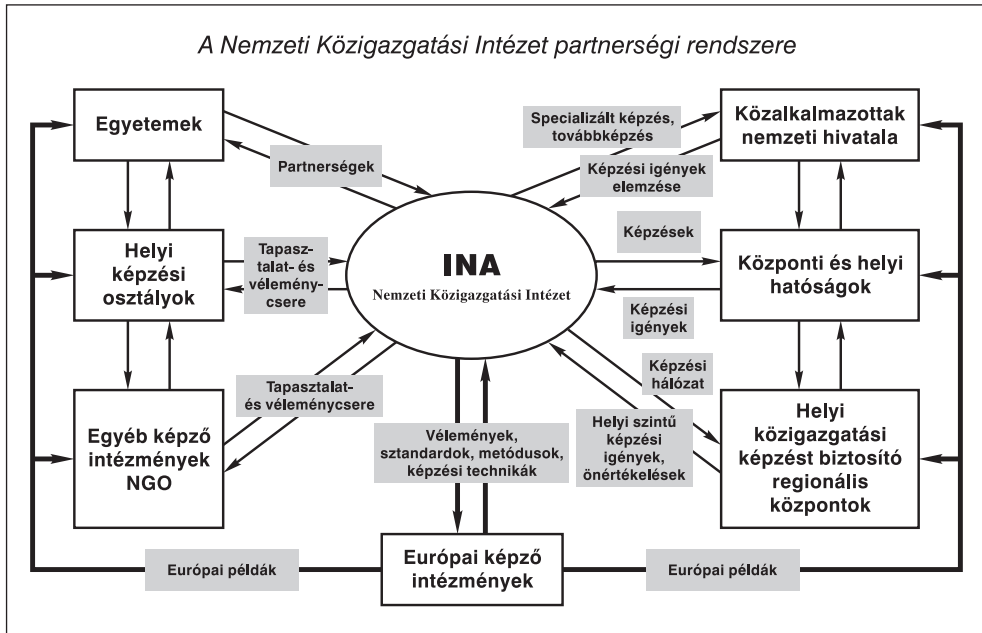 A Nemzeti Közigazgatási Intézet partnerségi rendszere
Egyetemek
Partnerségek
Specializált képzés,
továbbképzés
Képzési igények
elemzése
Közalkalmazottak
nemzeti hivatala
Helyi
képzési
osztályok
Tapasz-
talat- és
vélemény-
csere
INA
Nemzeti Közigazgatási Intézet
Képzések
Képzési
igények
Központi és helyi
hatóságok
Egyéb képző
intézmények
NGO
Tapasztalat-
és véleménycsere
Vélemények,
sztandardok, metódusok,
képzési technikák
Képzési
hálózat
Helyi szintű
képzési
igények,
önértékelések
Helyi
közigazgatási
képzést biztosító
regionális
központok
Európai példák
Európai képző
intézmények
Európai példák